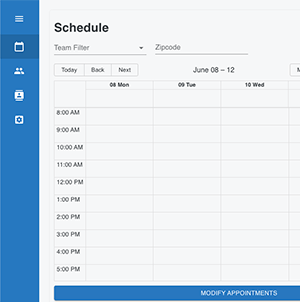 Schedule
Team Filter Zipcode
Today Back Next June 08 – 12 M
08 Mon 09 Tue 10 Wed
8:00 AM
9:00 AM
10:00 AM
11:00 AM
12:00 PM
1:00 PM
2:00 PM
3:00 PM
4:00 PM
5:00 PM
MODIFY APPOINTMENTS